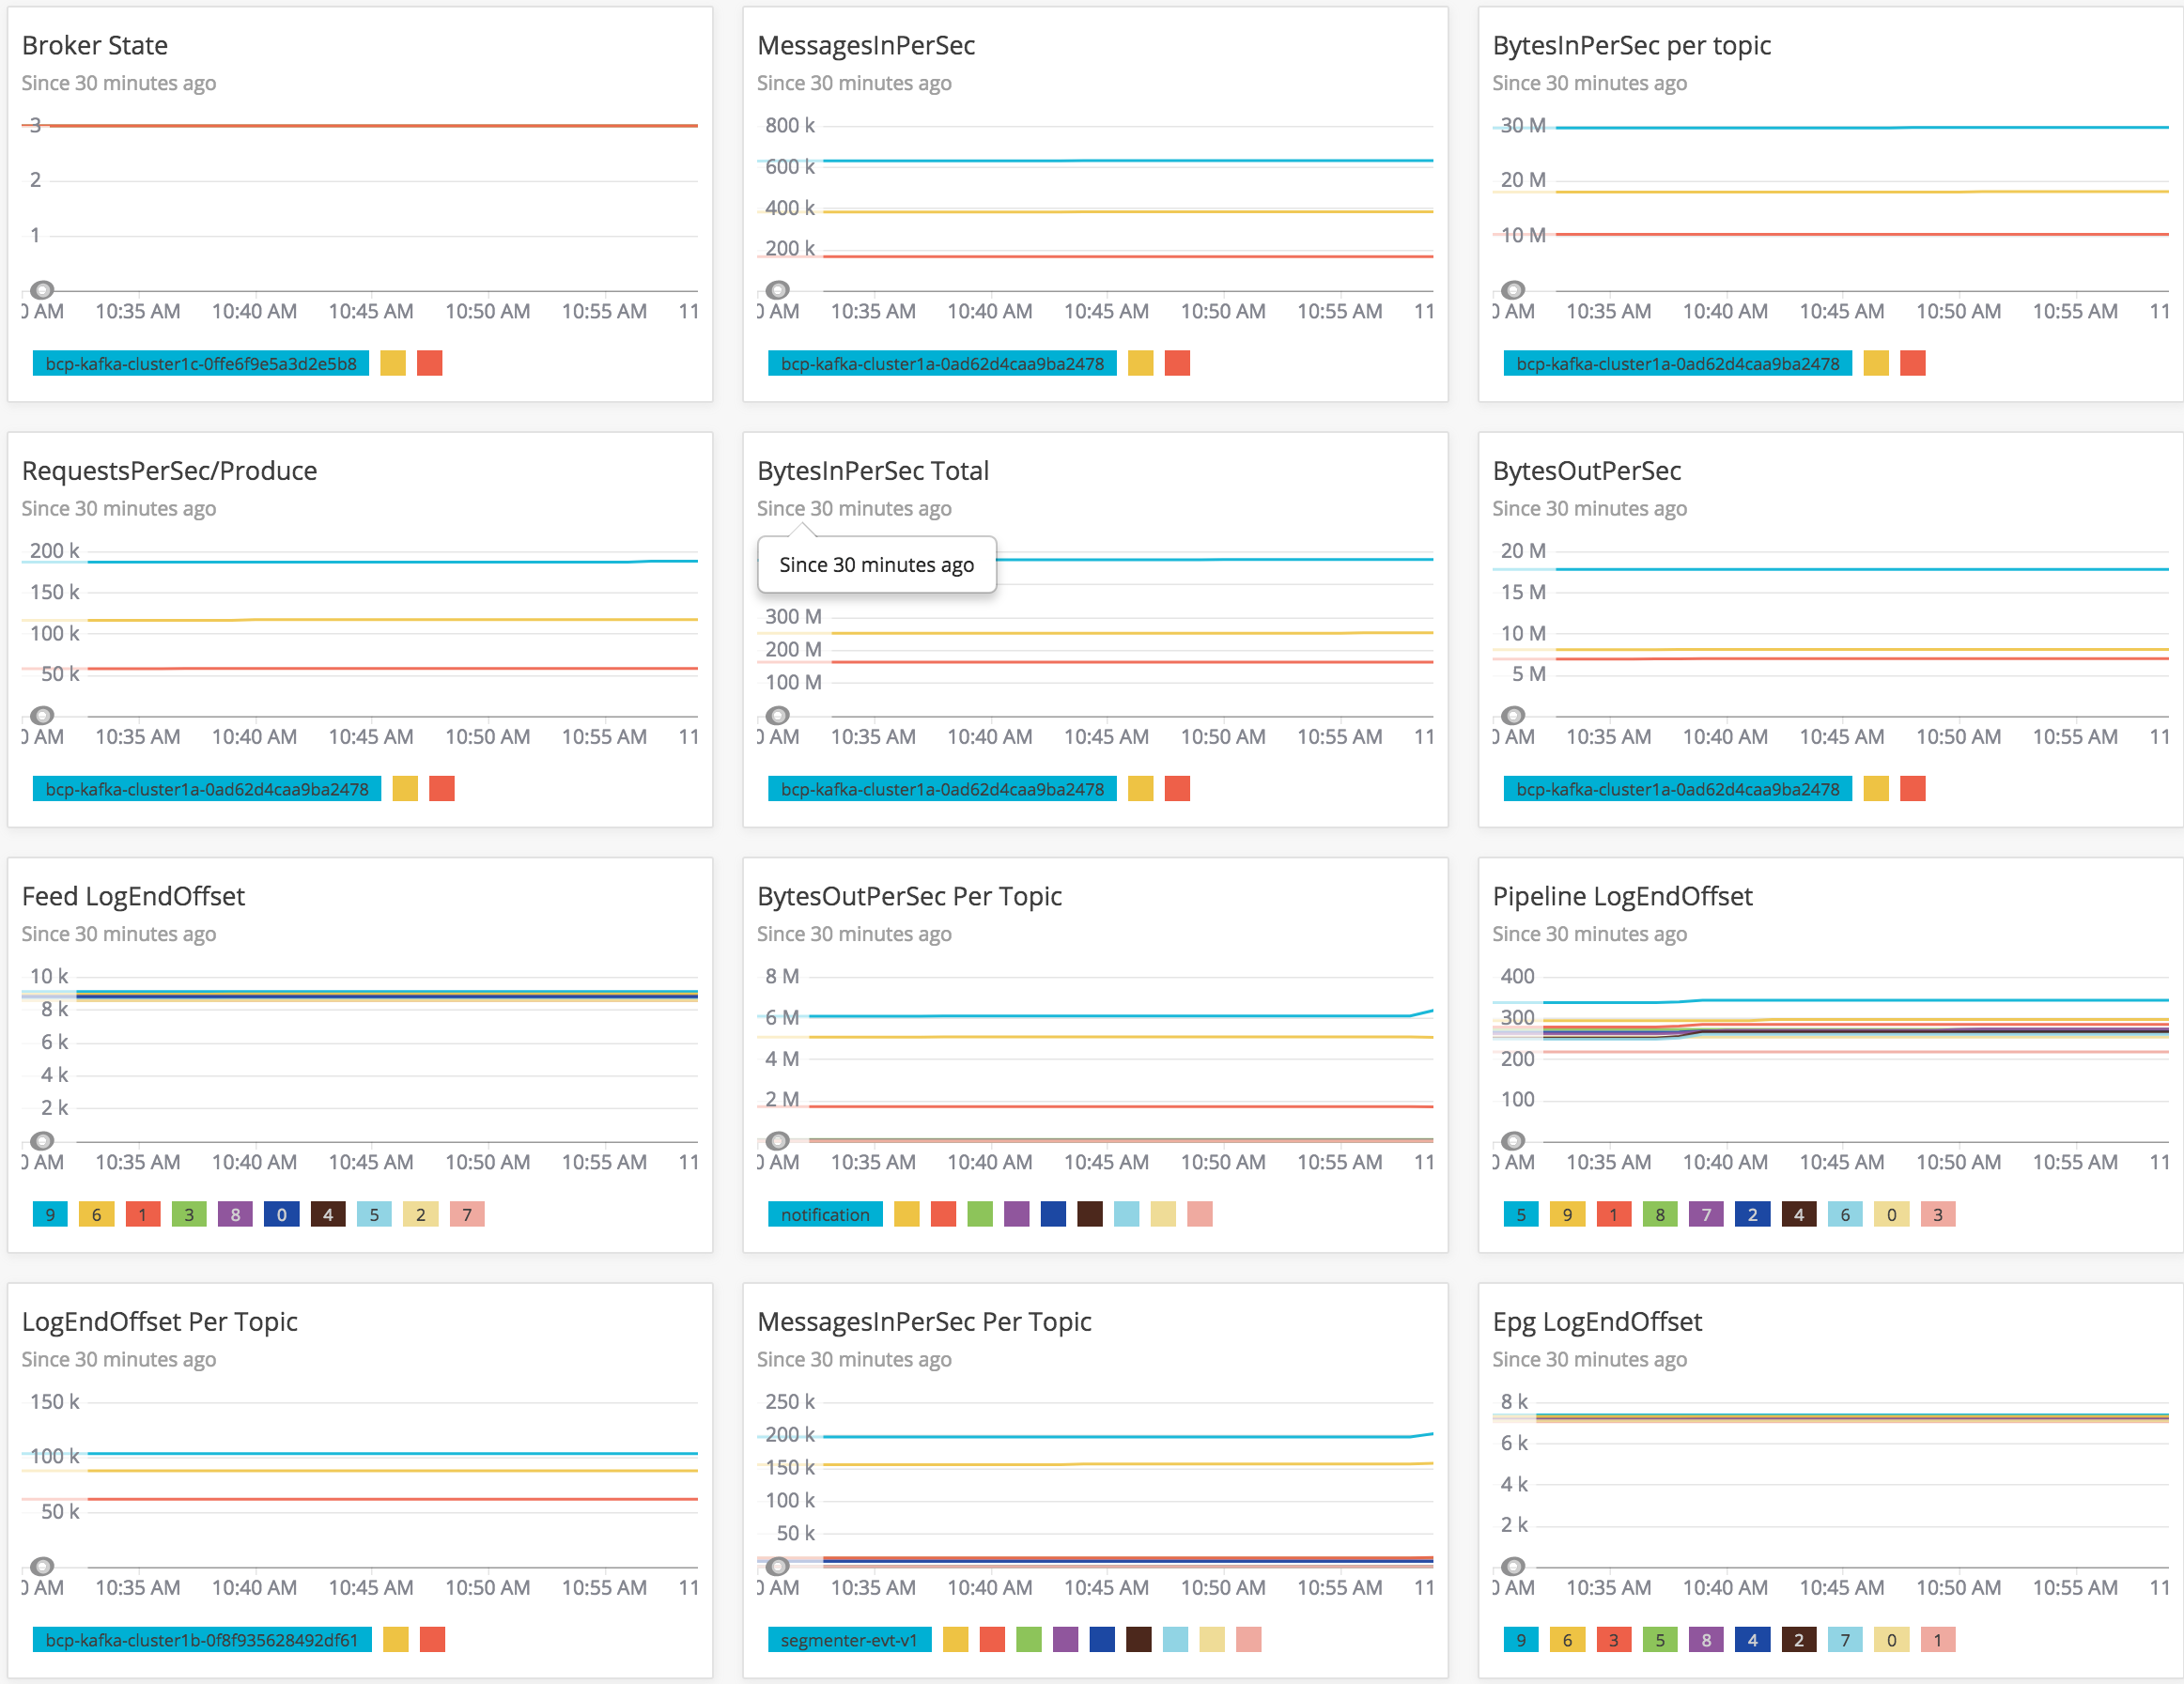 Broker State
Since 30 minutes ago
3
2
1
0 AM 10:35 AM 10:40 AM 10:45 AM 10:50 AM 10:55 AM 11
bcp-kafka-cluster1c-0ffe6f9e5a3d2e5b8
MessagesInPerSec
Since 30 minutes ago
800 k
600 k
400 k
200 k
0 AM 10:35 AM 10:40 AM 10:45 AM 10:50 AM 10:55 AM 11
bcp-kafka-cluster1a-0ad62d4caa9ba2478
BytesInPerSec per topic
Since 30 minutes ago
30 M
20 M
10 M
0 AM 10:35 AM 10:40 AM 10:45 AM 10:50 AM 10:55 AM 11
bcp-kafka-cluster1a-0ad62d4caa9ba2478
RequestsPerSec/Produce
Since 30 minutes ago
200 k
150 k
100 k
50 k
0 AM 10:35 AM 10:40 AM 10:45 AM 10:50 AM 10:55 AM 11
bcp-kafka-cluster1a-0ad62d4caa9ba2478
BytesInPerSec Total
Since 30 minutes ago
Since 30 minutes ago
300 M
200 M
100 M
0 AM 10:35 AM 10:40 AM 10:45 AM 10:50 AM 10:55 AM 11
bcp-kafka-cluster1a-0ad62d4caa9ba2478
BytesOutPerSec
Since 30 minutes ago
20 M
15 M
10 M
5 M
0 AM 10:35 AM 10:40 AM 10:45 AM 10:50 AM 10:55 AM 11
bcp-kafka-cluster1a-0ad62d4caa9ba2478
Feed LogEndOffset
Since 30 minutes ago
10 k
8 k
6 k
4 k
2 k
0 AM 10:35 AM 10:40 AM 10:45 AM 10:50 AM 10:55 AM 11
9 6 1 3 8 0 4 5 2 7
BytesOutPerSec Per Topic
Since 30 minutes ago
8 M
6 M
4 M
2 M
0 AM 10:35 AM 10:40 AM 10:45 AM 10:50 AM 10:55 AM 11
notification
Pipeline LogEndOffset
Since 30 minutes ago
400
300
200
100
0 AM 10:35 AM 10:40 AM 10:45 AM 10:50 AM 10:55 AM 11
5 9 1 8 7 2 4 6 0 3
LogEndOffset Per Topic
Since 30 minutes ago
150 k
100 k
50 k
0 AM 10:35 AM 10:40 AM 10:45 AM 10:50 AM 10:55 AM 11
bcp-kafka-cluster1b-0f8f935628492df61
MessagesInPerSec Per Topic
Since 30 minutes ago
250 k
200 k
150 k
100 k
50 k
0 AM 10:35 AM 10:40 AM 10:45 AM 10:50 AM 10:55 AM 11
segmenter-evt-v1
Epg LogEndOffset
Since 30 minutes ago
8 k
6 k
4 k
2 k
0 AM 10:35 AM 10:40 AM 10:45 AM 10:50 AM 10:55 AM 11
9 6 3 5 8 4 2 7 0 1